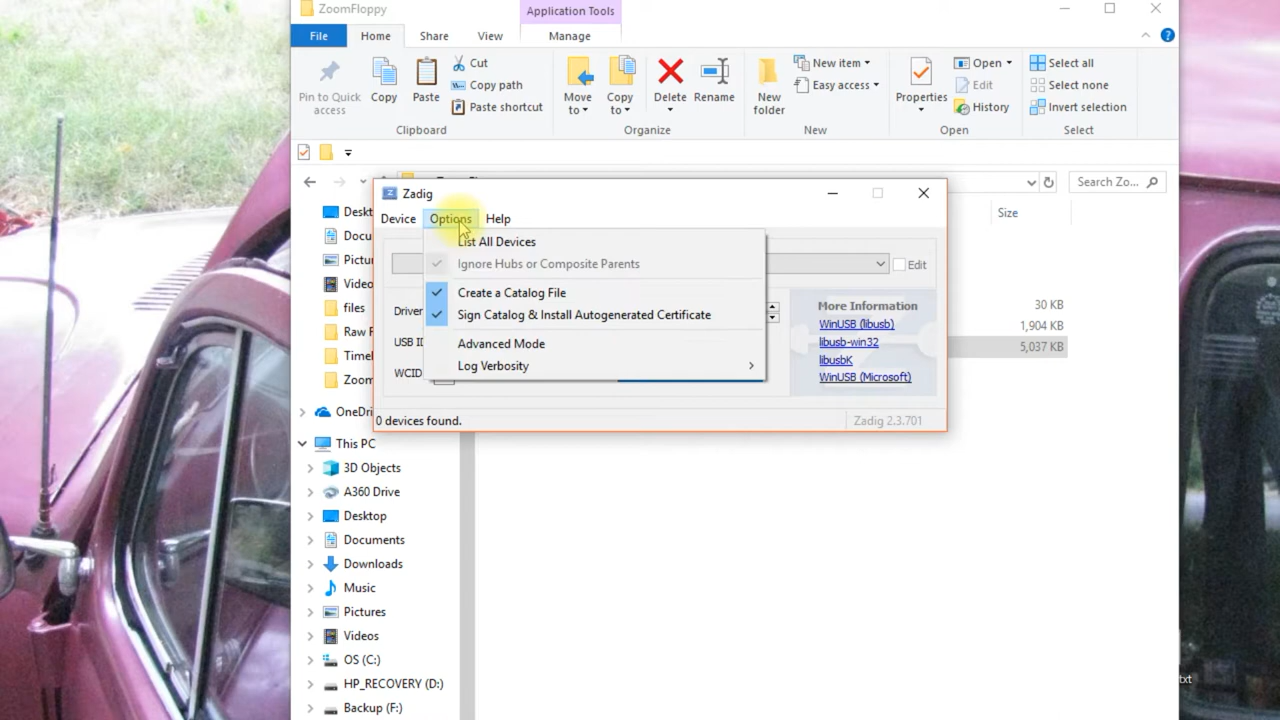 ZoomFloppy
Application Tools
File
Home
Share
View
Manage
Pin to Quick access
Copy
Paste
Cut
Copy path
Paste shortcut
Clipboard
Move to
Copy to
Delete
Rename
Organize
New folder
New item
Easy access
New
Properties
Open
Edit
History
Open
Select all
Select none
Invert selection
Select
Search Zo...
Size
30 KB
1,904 KB
5,037 KB
Zadig
Device
Options
Help
List All Devices
Ignore Hubs or Composite Parents
Create a Catalog File
Sign Catalog & Install Autogenerated Certificate
Advanced Mode
Log Verbosity
Edit
Driver
USB ID
WCID
More Information
WinUSB (libusb)
libusb-win32
libusbK
WinUSB (Microsoft)
0 devices found.
Zadig 2.3.701
Deskt
Docu
Pictur
Video
files
Raw F
Timel
Zoom
OneDri
This PC
3D Objects
A360 Drive
Desktop
Documents
Downloads
Music
Pictures
Videos
OS (C:)
HP_RECOVERY (D:)
Backup (F:)
txt